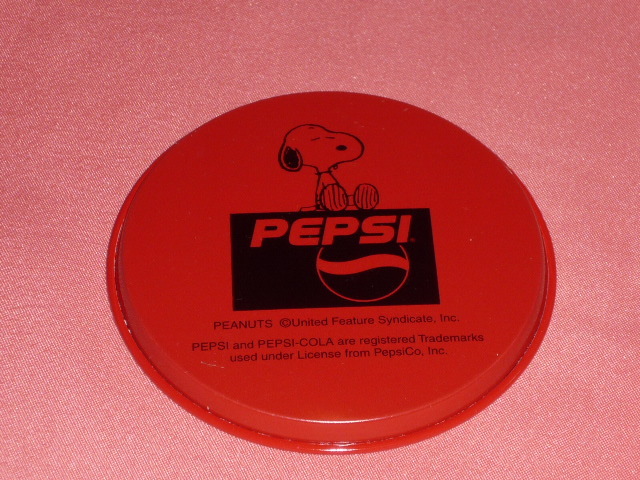 PEPSI
PEANUTS ©United Feature Syndicate, Inc.
PEPSI and PEPSI-COLA are registered Trademarks
used under License from PepsiCo, Inc.